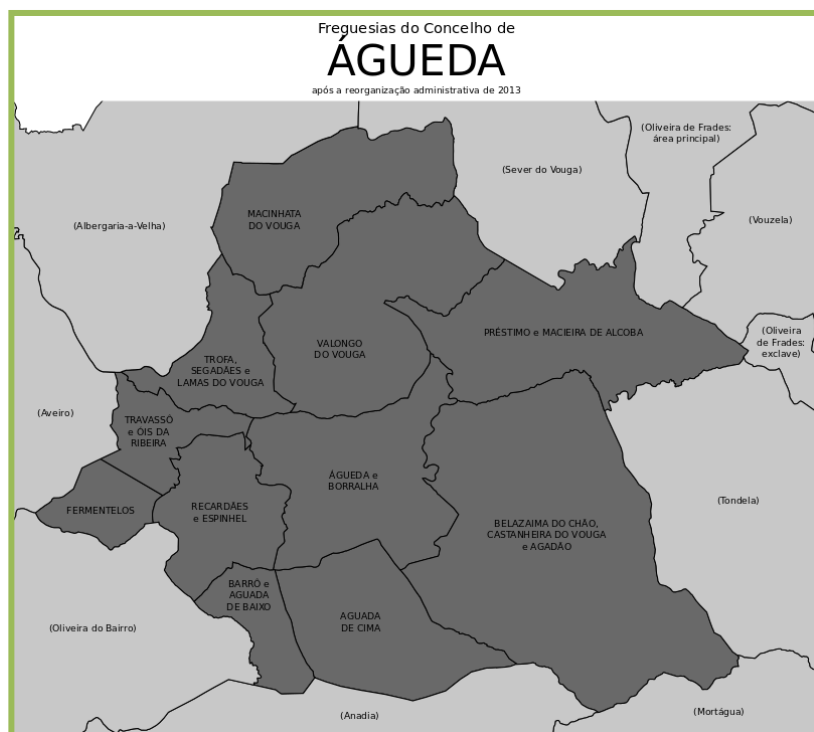 Freguesias do Concelho de
ÁGUEDA
após a reorganização administrativa de 2013
(Oliveira de Frades:
área principal)
(Sever do Vouga)
MACINHATA
DO VOUGA
(Albergaria-a-Velha)
(Vouzela)
PRÉSTIMO e MACIEIRA DE ALCOBA
(Oliveira
de Frades:
exclave)
VALONGO
DO VOUGA
TROFA,
SEGADÃES e
LAMAS DO VOUGA
(Aveiro)
TRAVASSÔ
e ÓIS DA
RIBEIRA
ÁGUEDA e
BORRALHA
(Tondela)
FERMENTELOS
RECARDÃES
e ESPINHEL
BELAZAIMA DO CHÃO,
CASTANHEIRA DO VOUGA
e AGADÃO
BARRÔ e
AGUADA
DE BAIXO
AGUADA
DE CIMA
(Oliveira do Bairro)
(Anadia)
(Mortágua)